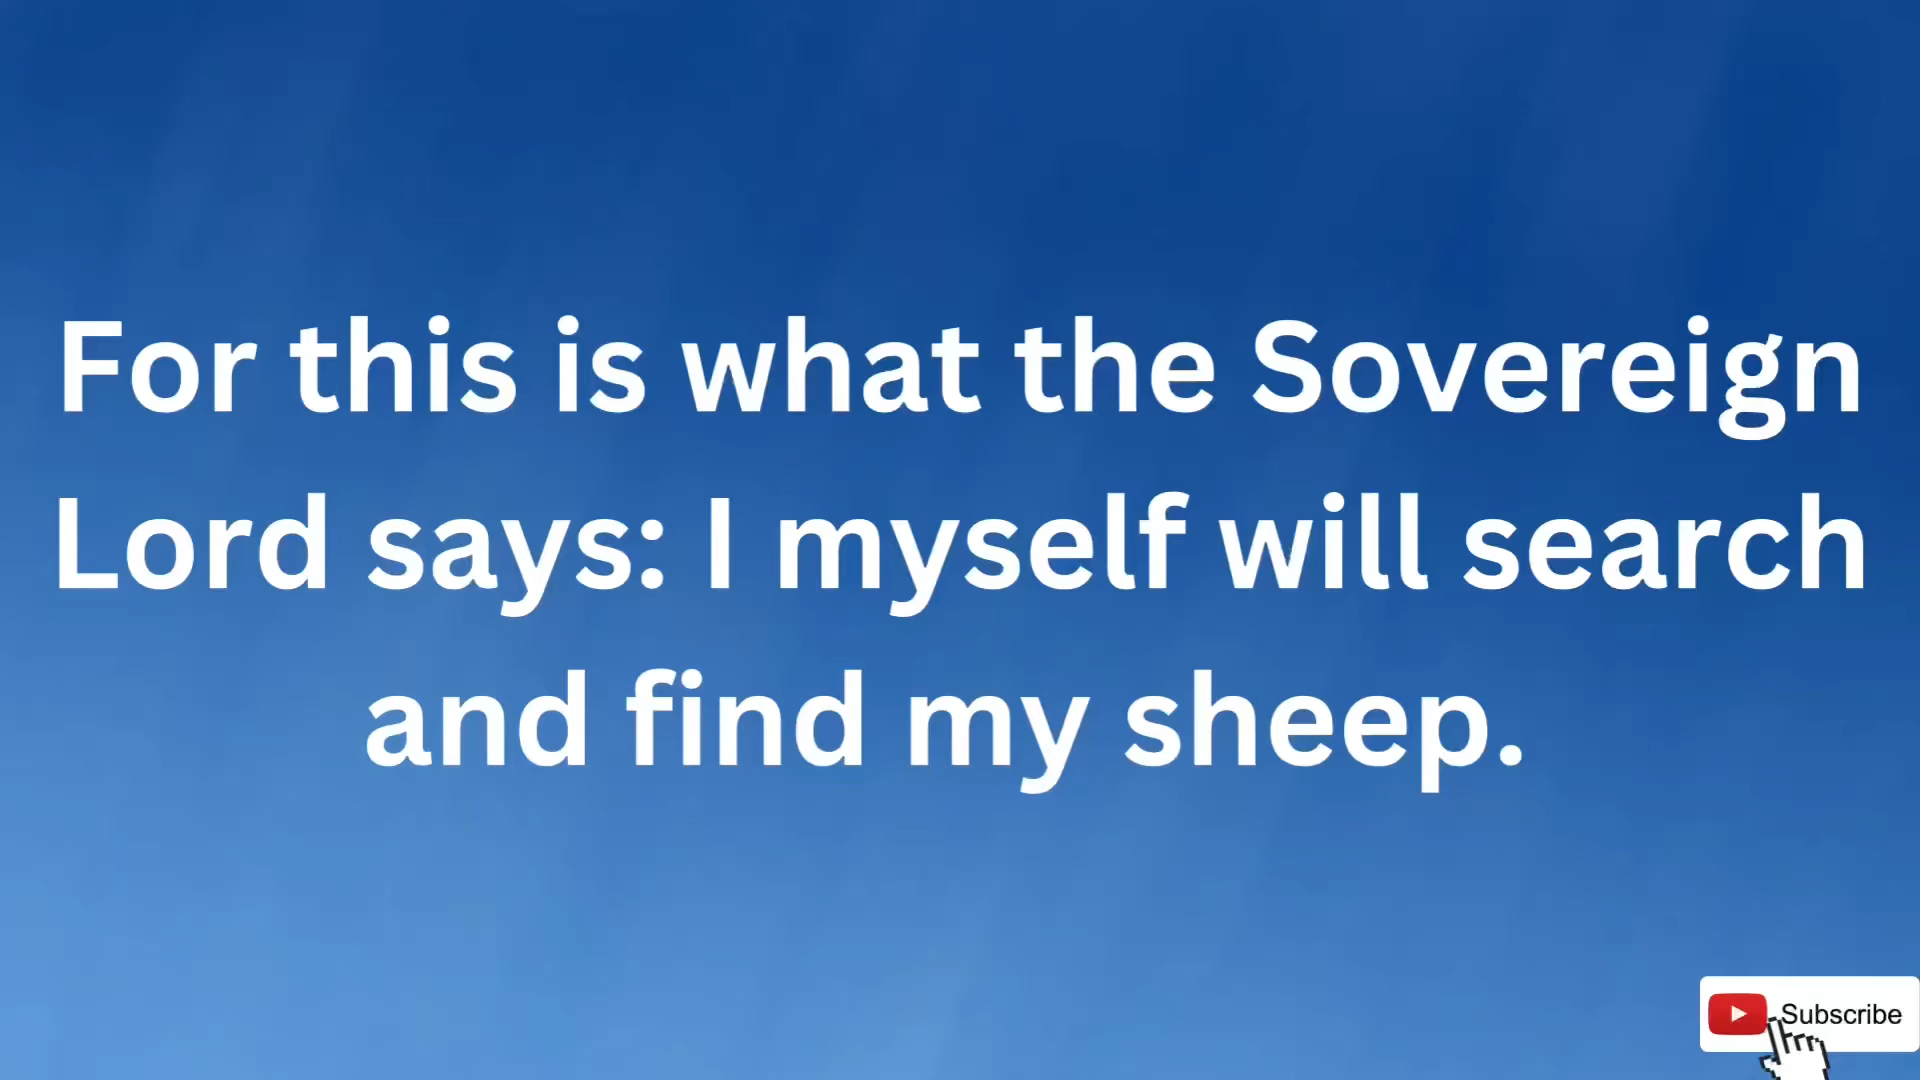 For this is what the Sovereign
Lord says: I myself will search
and find my sheep.
Subscribe